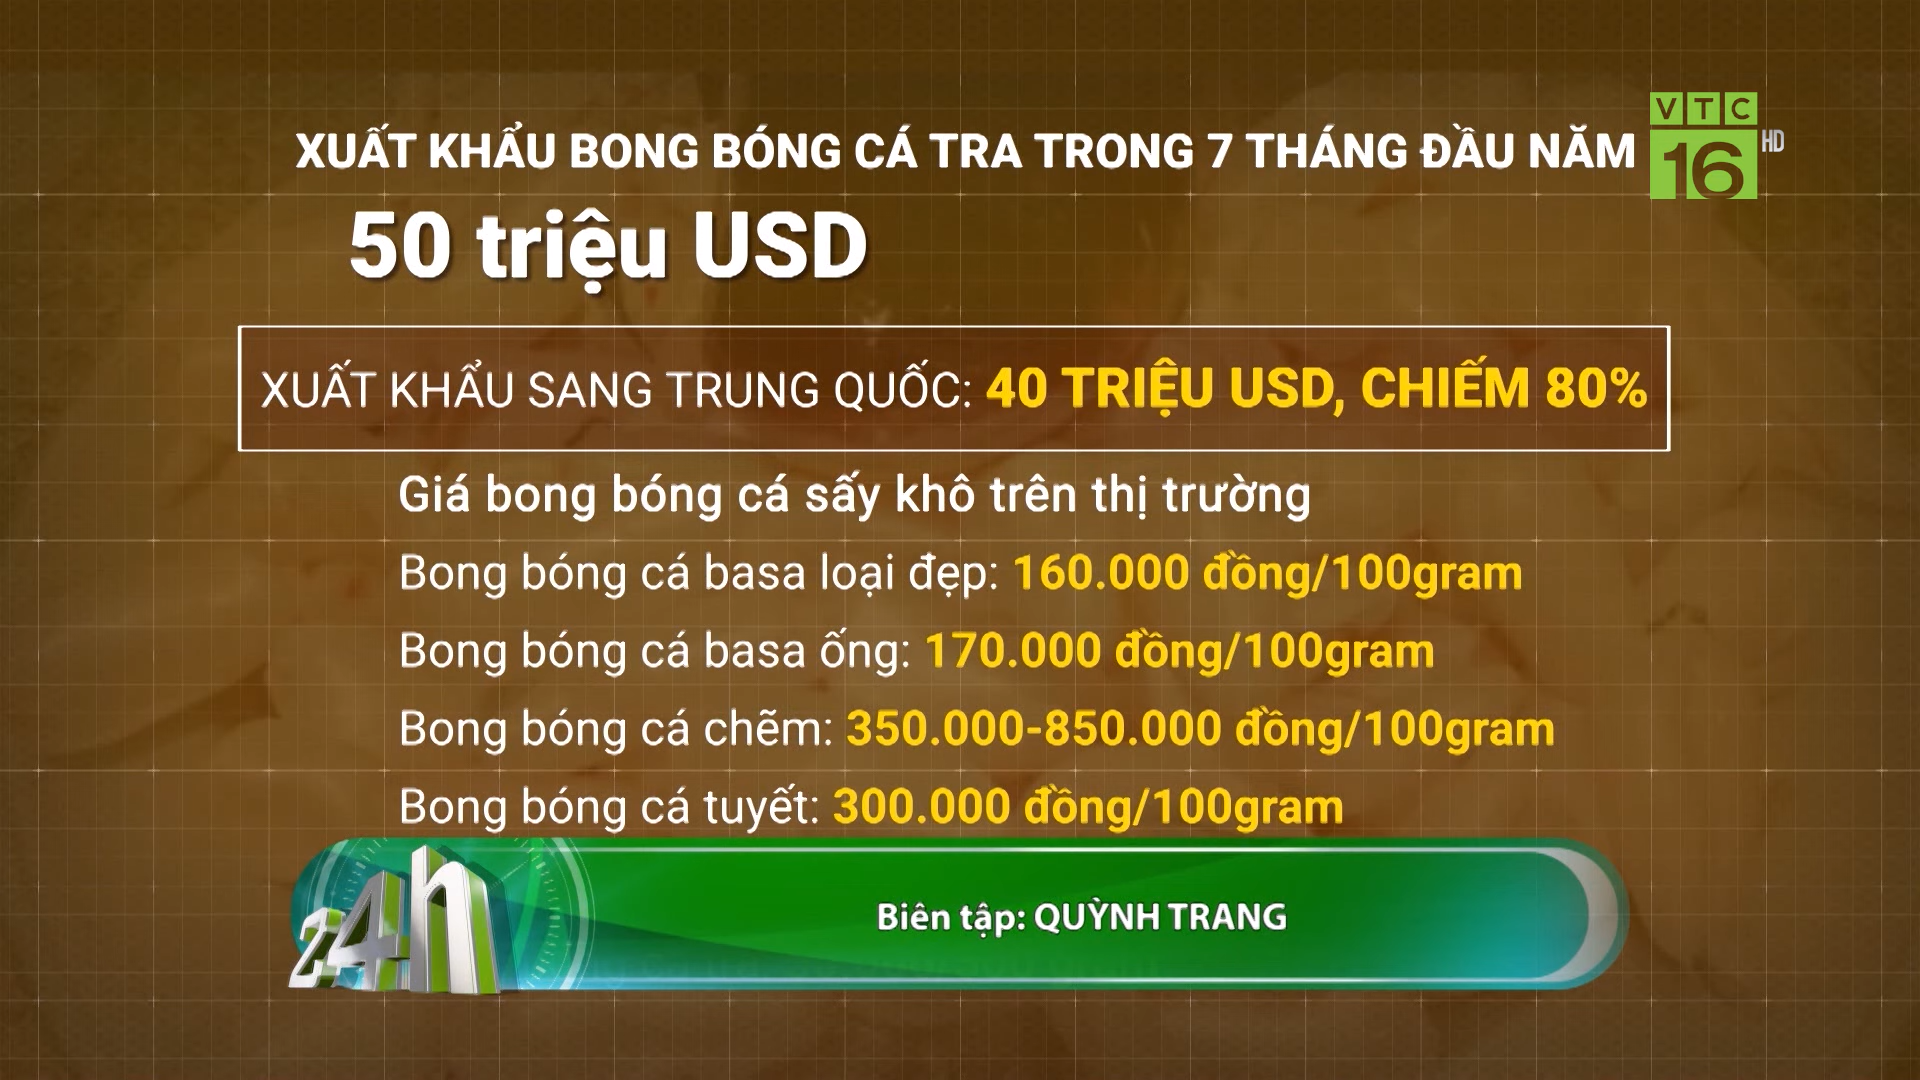 XUẤT KHẨU BONG BÓNG CÁ TRA TRONG 7 THÁNG ĐẦU NĂM
VTC
16 HD
50 triệu USD
XUẤT KHẨU SANG TRUNG QUỐC: 40 TRIỆU USD, CHIẾM 80%
Giá bong bóng cá sấy khô trên thị trường
Bong bóng cá basa loại đẹp: 160.000 đồng/100gram
Bong bóng cá basa ống: 170.000 đồng/100gram
Bong bóng cá chẽm: 350.000-850.000 đồng/100gram
Bong bóng cá tuyết: 300.000 đồng/100gram
24h
Biên tập: QUỲNH TRANG